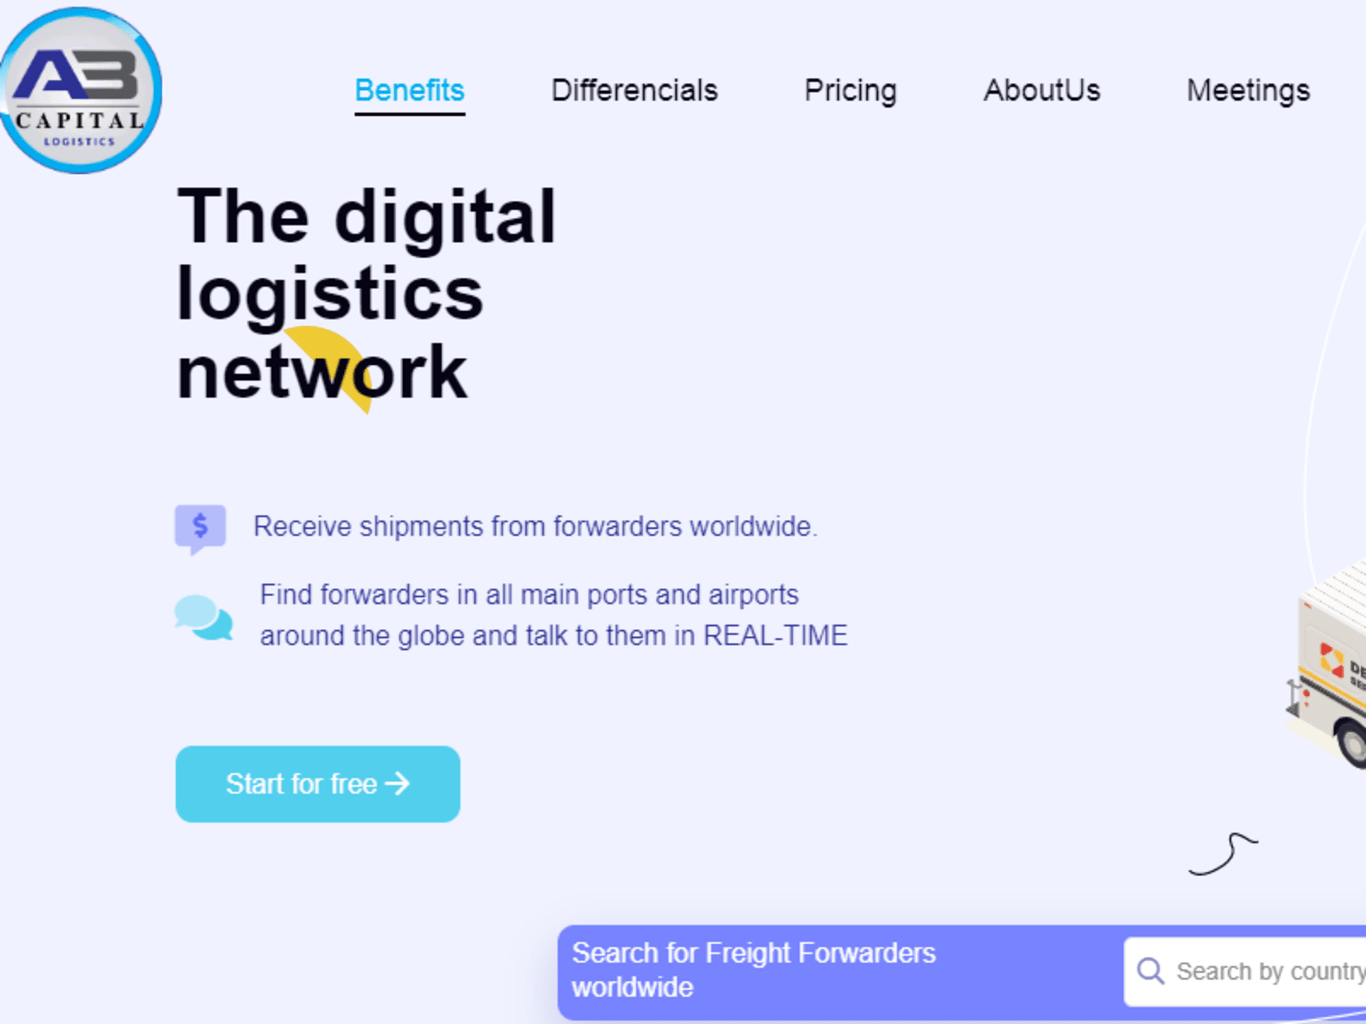 AB
CAPITAL
LOGISTICS
Benefits
Differencials
Pricing
AboutUs
Meetings
The digital
logistics
network
$
Receive shipments from forwarders worldwide.
Find forwarders in all main ports and airports
around the globe and talk to them in REAL-TIME
Start for free
Search for Freight Forwarders
worldwide
Search by country